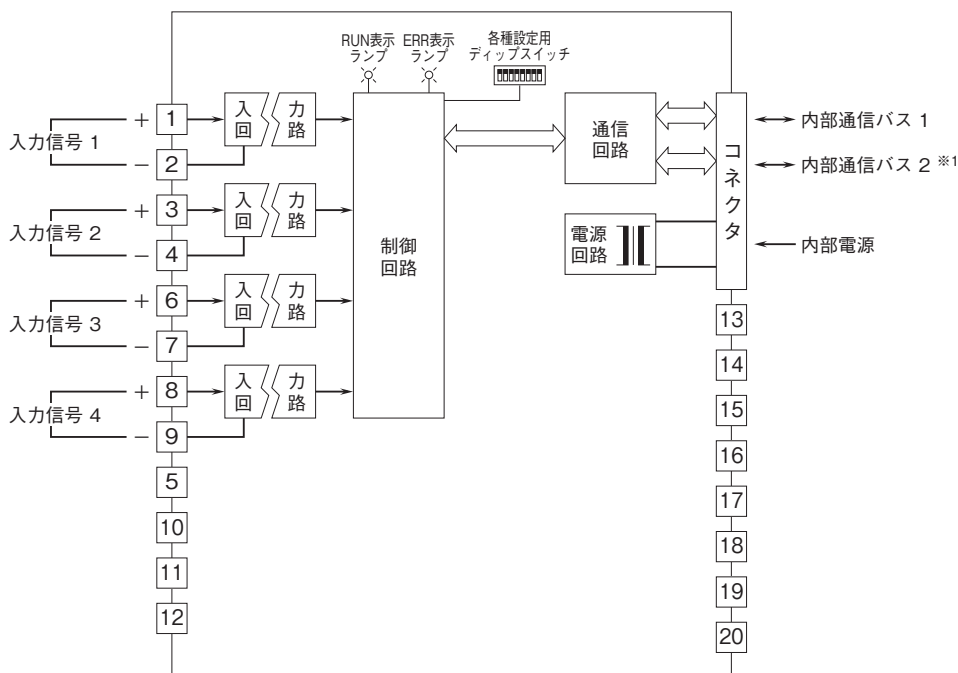 RUN表示
ランプ
ERR表示
ランプ
各種設定用
ディップスイッチ
入力信号 1
+ 1
− 2
入 力
回 路
入力信号 2
+ 3
− 4
入 力
回 路
入力信号 3
+ 6
− 7
入 力
回 路
入力信号 4
+ 8
− 9
入 力
回 路
5
10
11
12
制御
回路
通信
回路
電源
回路
コネクタ
内部通信バス 1
内部通信バス 2 ※1
内部電源
13
14
15
16
17
18
19
20